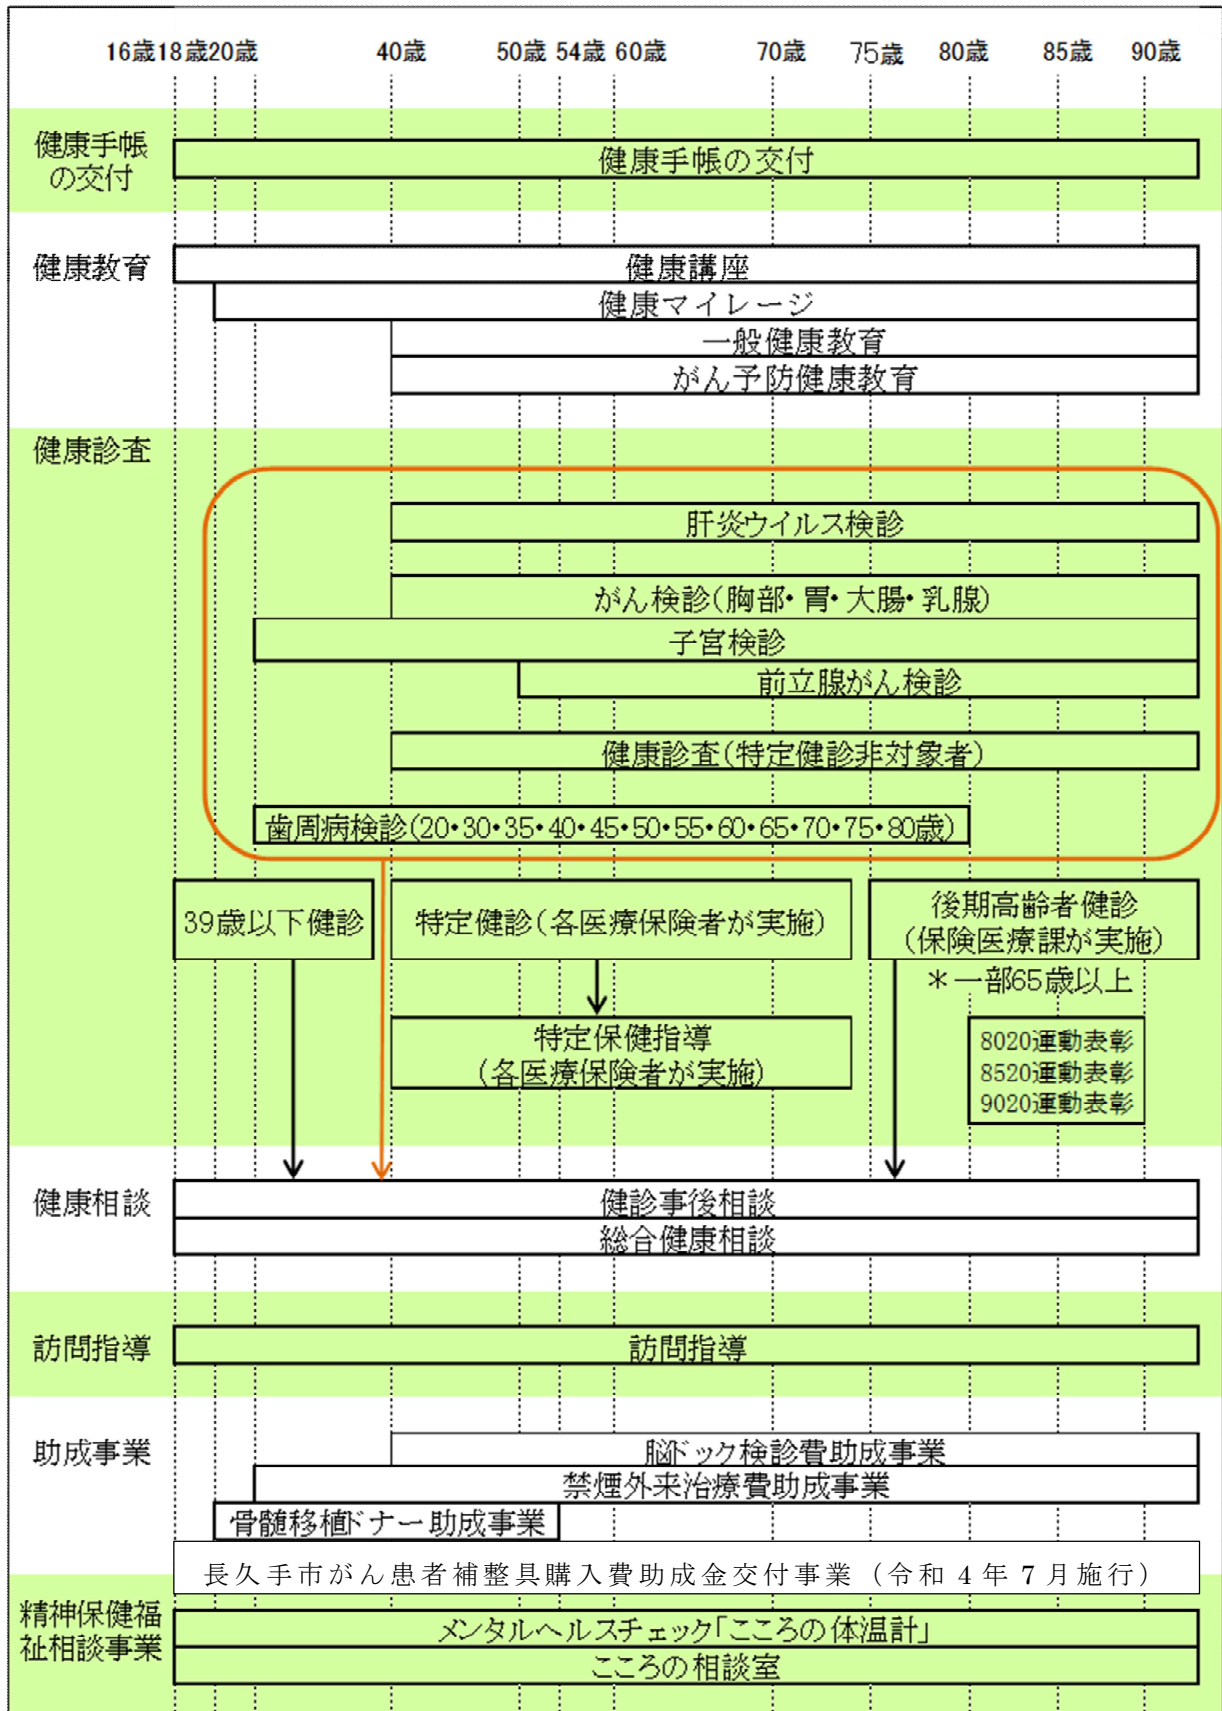 16歳18歳20歳 40歳 50歳 54歳 60歳 70歳 75歳 80歳 85歳 90歳
健康手帳
の交付
健康手帳の交付
健康教育
健康講座
健康マイレージ
一般健康教育
がん予防健康教育
健康診査
肝炎ウイルス検診
がん検診(胸部・胃・大腸・乳腺)
子宮検診
前立腺がん検診
健康診査(特定健診非対象者)
歯周病検診(20・30・35・40・45・50・55・60・65・70・75・80歳)
39歳以下健診
特定健診(各医療保険者が実施)
後期高齢者健診
(保険医療課が実施)
＊一部65歳以上
特定保健指導
(各医療保険者が実施)
8020運動表彰
8520運動表彰
9020運動表彰
健康相談
健診事後相談
総合健康相談
訪問指導
訪問指導
助成事業
脳ドック検診費助成事業
禁煙外来治療費助成事業
骨髄移植ドナー助成事業
長久手市がん患者補整具購入費助成金交付事業（令和4年7月施行）
精神保健福
祉相談事業
メンタルヘルスチェック「こころの体温計」
こころの相談室